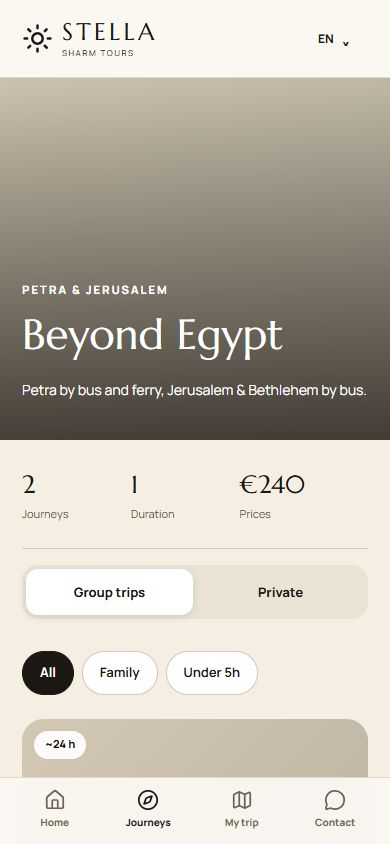 STELLA
SHARM TOURS
EN
PETRA & JERUSALEM
Beyond Egypt
Petra by bus and ferry, Jerusalem & Bethlehem by bus.
2
Journeys
1
Duration
€240
Prices
Group trips
Private
All
Family
Under 5h
~24 h
Home
Journeys
My trip
Contact